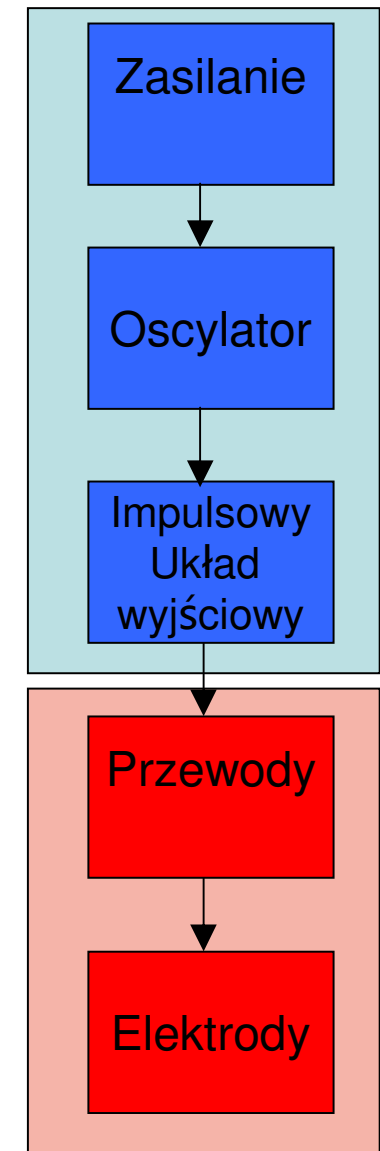 Zasilanie
Oscylator
Impulsowy
Układ
wyjściowy
Przewody
Elektrody